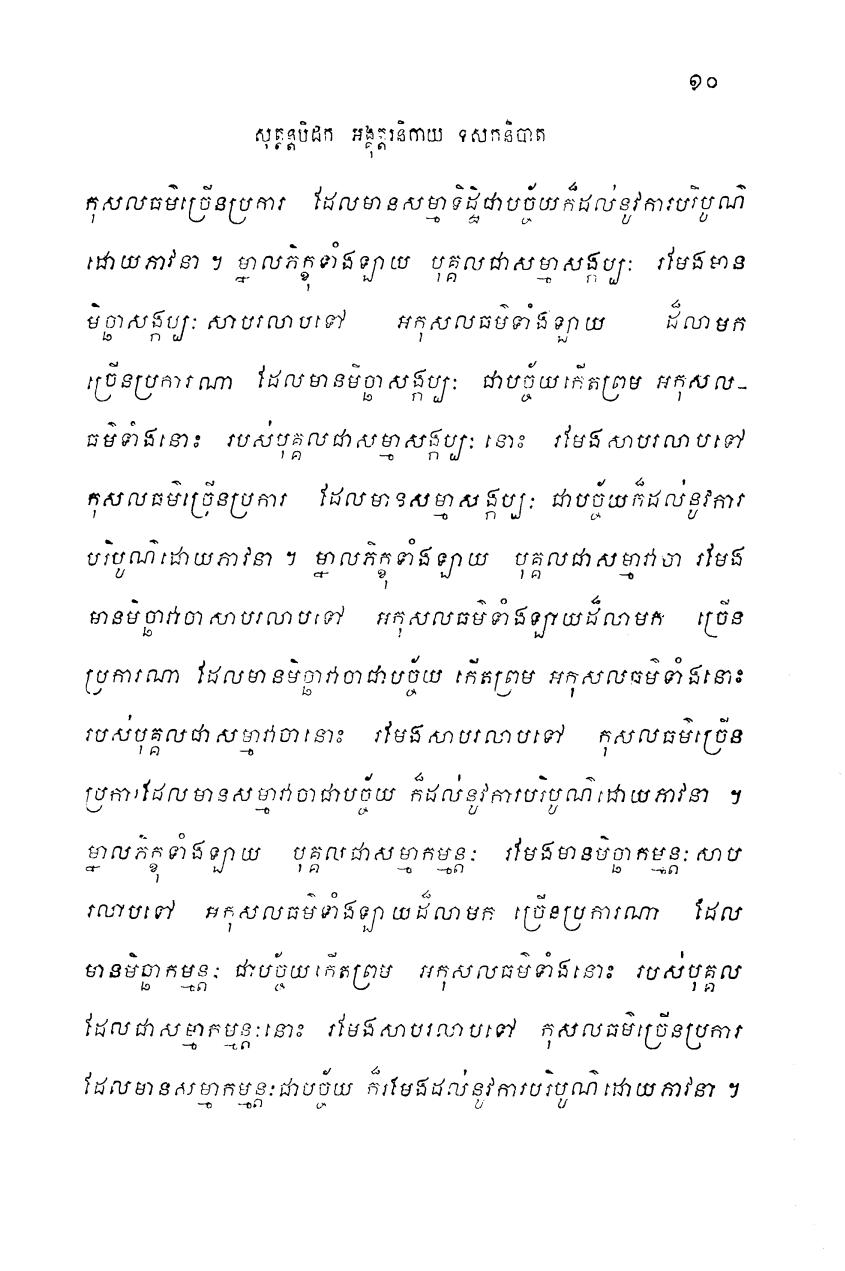 ១០
សុត្តន្តបិដក អង្គុត្តរនិកាយ ទសកនិបាត
កុសលធម៌ច្រើនប្រការ ដែលមានសម្មាទិដ្ឋិជាបច្ច័យក៏ដល់នូវការបរិបូណ៌
ដោយភាវនា ។ ម្នាលភិក្ខុទាំងឡាយ បុគ្គលជាសម្មាសង្កប្បៈ រមែងមាន
មិច្ឆាសង្កប្បៈសាបរលាបទៅ អកុសលធម៌ទាំងឡាយ ដ៏លាមក
ច្រើនប្រការណា ដែលមានមិច្ឆាសង្កប្បៈ ជាបច្ច័យកើតព្រម អកុសល-
ធម៌ទាំងនោះ របស់បុគ្គលជាសម្មាសង្កប្បៈនោះ រមែងសាបរលាបទៅ
កុសលធម៌ច្រើនប្រការ ដែលមានសម្មាសង្កប្បៈ ជាបច្ច័យក៏ដល់នូវការ
បរិបូណ៌ដោយភាវនា ។ ម្នាលភិក្ខុទាំងឡាយ បុគ្គលជាសម្មាវាចា រមែង
មានមិច្ឆាវាចាសាបរលាបទៅ អកុសលធម៌ទាំងឡាយដ៏លាមក ច្រើន
ប្រការណា ដែលមានមិច្ឆាវាចាជាបច្ច័យ កើតព្រម អកុសលធម៌ទាំងនោះ
របស់បុគ្គលជាសម្មាវាចានោះ រមែងសាបរលាបទៅ កុសលធម៌ច្រើន
ប្រការដែលមានសម្មាវាចាជាបច្ច័យ ក៏ដល់នូវការបរិបូណ៌ដោយភាវនា ។
ម្នាលភិក្ខុទាំងឡាយ បុគ្គលជាសម្មាកម្មន្តៈ រមែងមានមិច្ឆាកម្មន្តៈសាប
រលាបទៅ អកុសលធម៌ទាំងឡាយដ៏លាមក ច្រើនប្រការណា ដែល
មានមិច្ឆាកម្មន្តៈ ជាបច្ច័យកើតព្រម អកុសលធម៌ទាំងនោះ របស់បុគ្គល
ដែលជាសម្មាកម្មន្តៈនោះ រមែងសាបរលាបទៅ កុសលធម៌ច្រើនប្រការ
ដែលមានសម្មាកម្មន្តៈជាបច្ច័យ ក៏រមែងដល់នូវការបរិបូណ៌ដោយភាវនា ។